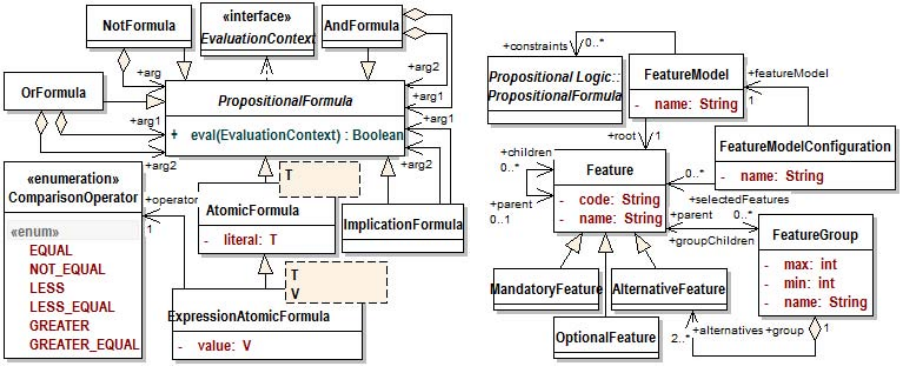 NotFormula
«interface»
EvaluationContext
AndFormula
+arg
+arg2
OrFormula
PropositionalFormula
+arg1
+arg1
+arg1
+ eval(EvaluationContext) : Boolean
+arg2
+arg2
«enumeration»
ComparisonOperator
«enum»
EQUAL
NOT_EQUAL
LESS
LESS_EQUAL
GREATER
GREATER_EQUAL
+operator
1
T
AtomicFormula
- literal: T
ImplicationFormula
T
V
ExpressionAtomicFormula
- value: V
+constraints
0..*
Propositional Logic::
PropositionalFormula
FeatureModel
- name: String
+featureModel
1
+root
1
FeatureModelConfiguration
- name: String
+children
0..*
Feature
- code: String
- name: String
+parent
0..1
0..*
+selectedFeatures
+parent
0..*
+groupChildren
FeatureGroup
- max: int
- min: int
- name: String
MandatoryFeature
AlternativeFeature
OptionalFeature
+alternatives
+group
1
2..*